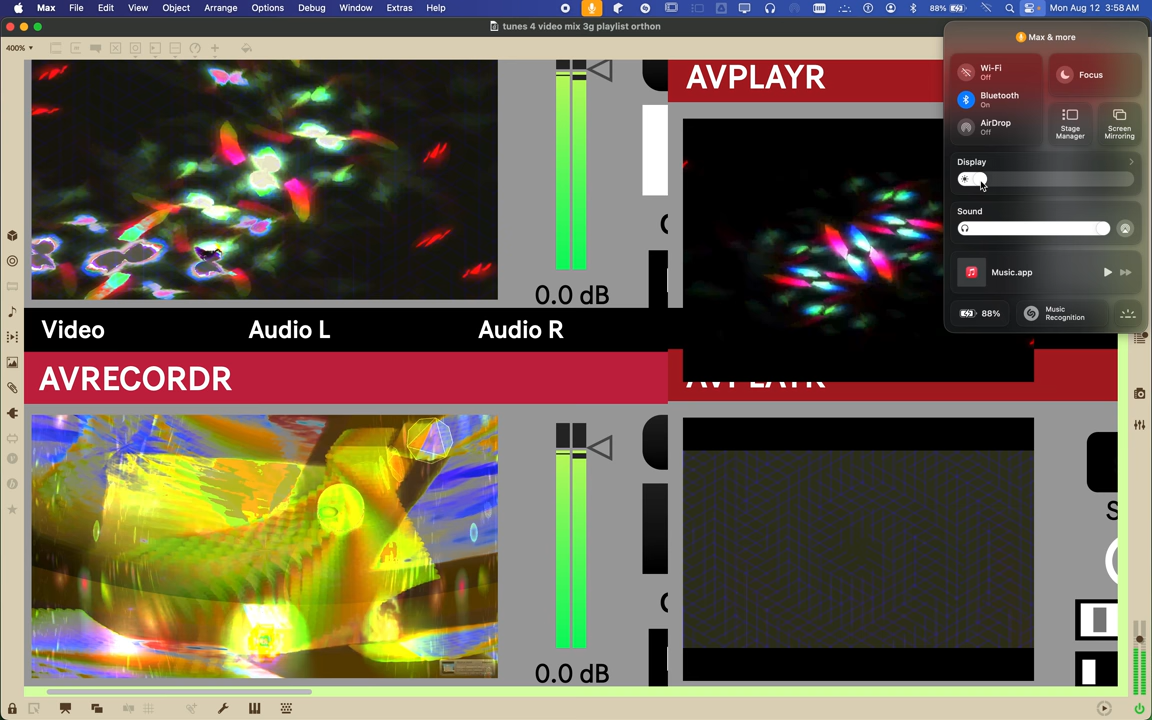 Max File Edit View Object Arrange Options Debug Window Extras Help
88%
Mon Aug 12 3:58 AM
tunes 4 video mix 3g playlist orthon
400%
Max & more
Wi-Fi
Off
Bluetooth
On
AirDrop
Off
Focus
Stage
Manager
Screen
Mirroring
Display
Sound
Music.app
88%
Music
Recognition
AVPLAYR
0.0 dB
Video Audio L Audio R
AVRECORDR
AVPLAYR
0.0 dB